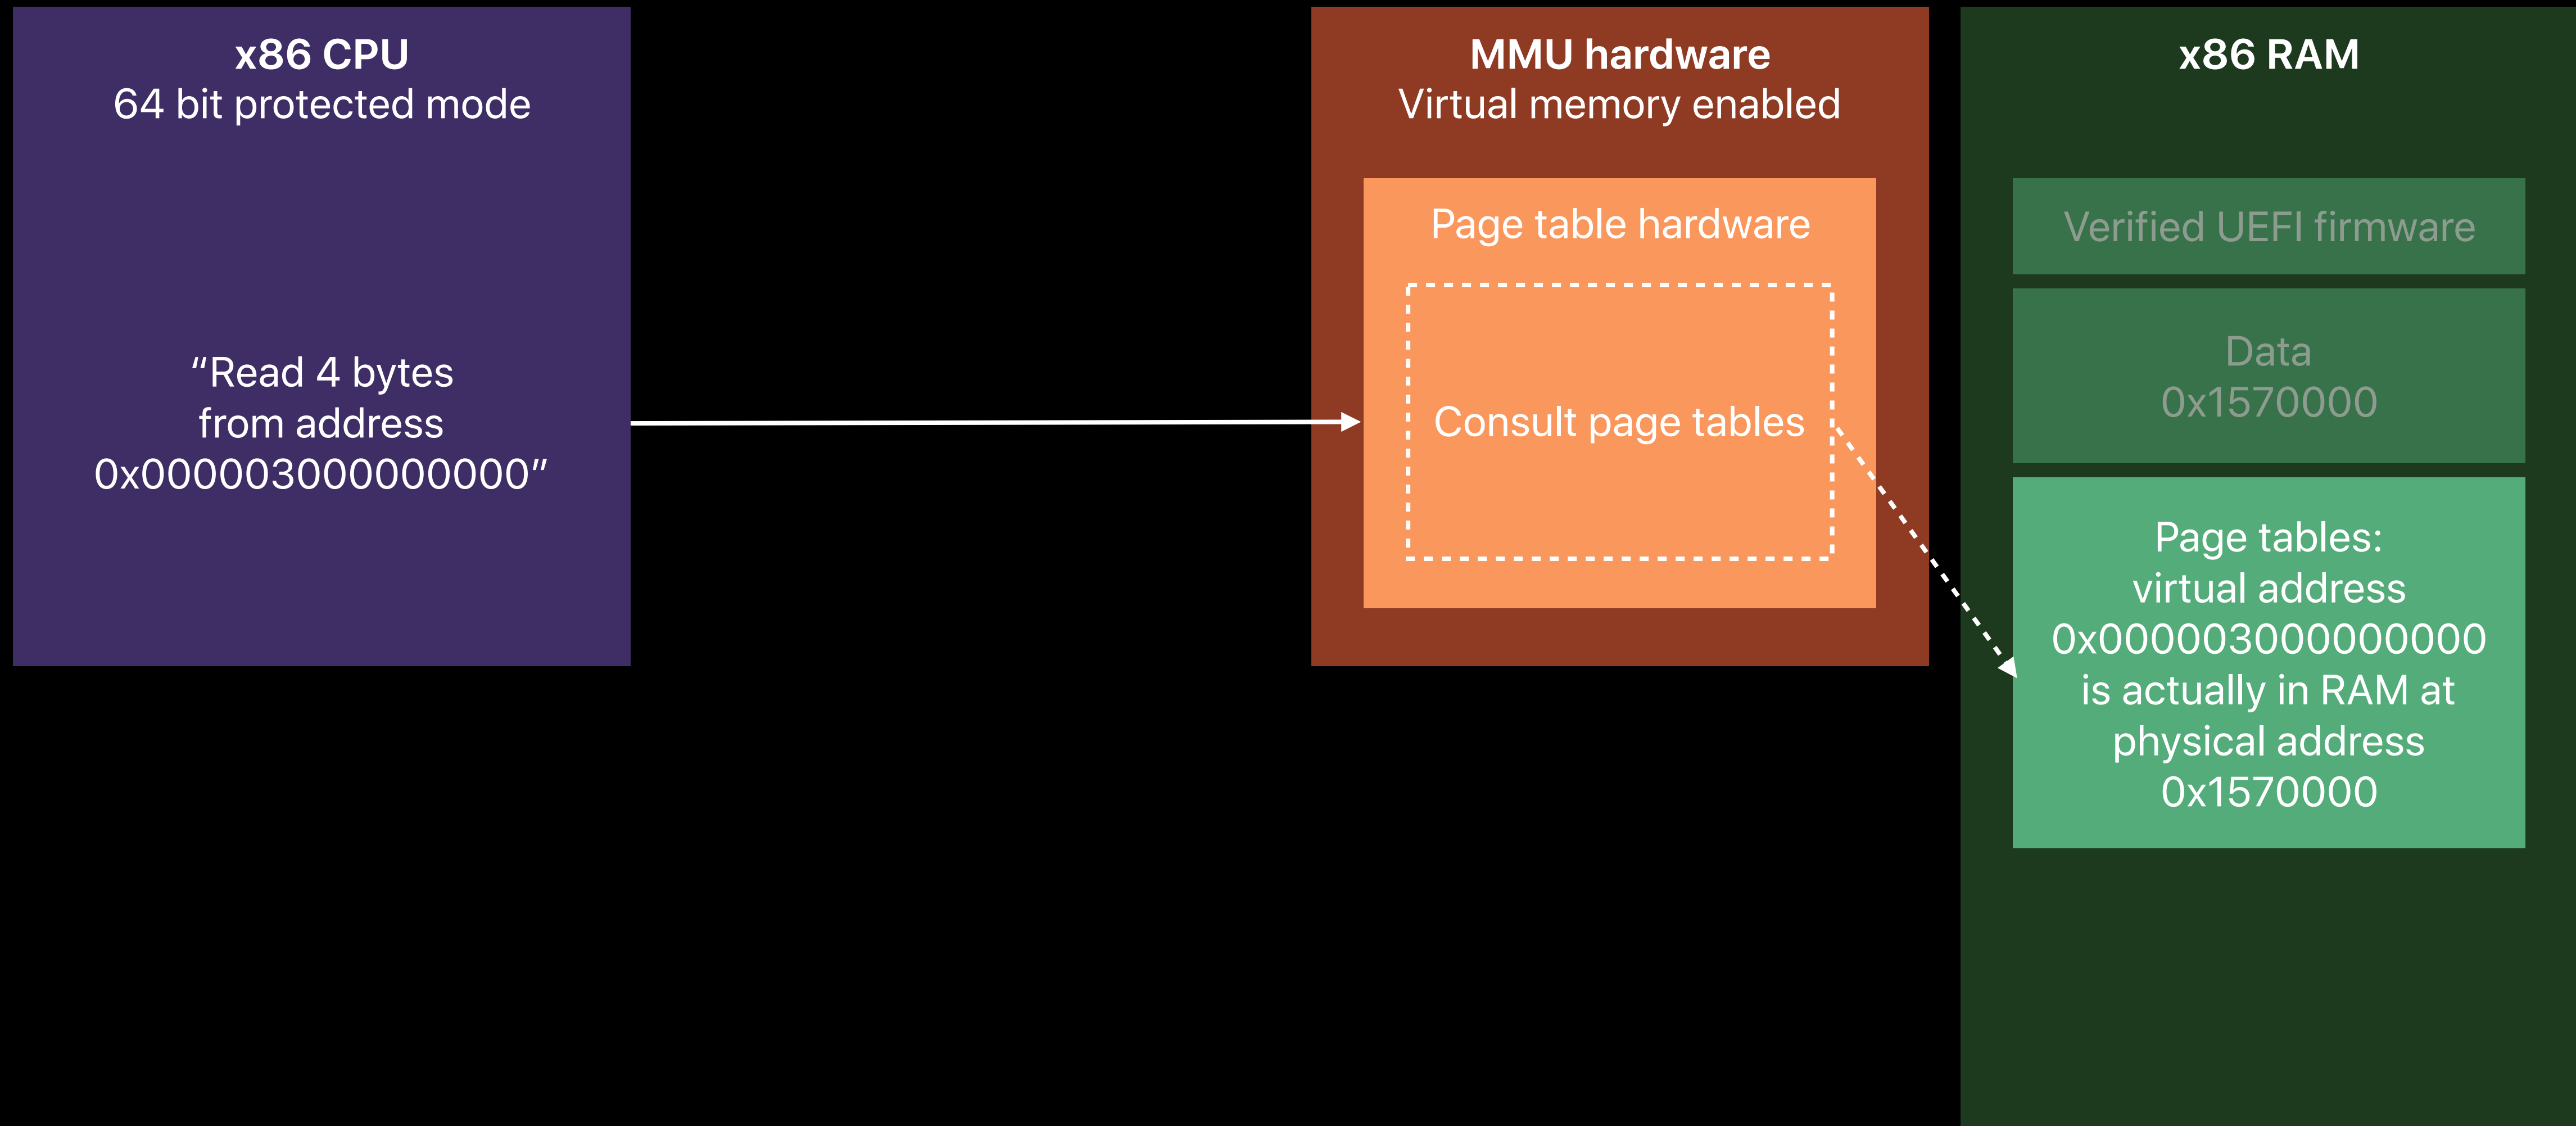 x86 CPU
64 bit protected mode
“Read 4 bytes
from address
0x0000003000000000”
MMU hardware
Virtual memory enabled
Page table hardware
Consult page tables
x86 RAM
Verified UEFI firmware
Data
0x1570000
Page tables:
virtual address
0x0000003000000000
is actually in RAM at
physical address
0x1570000